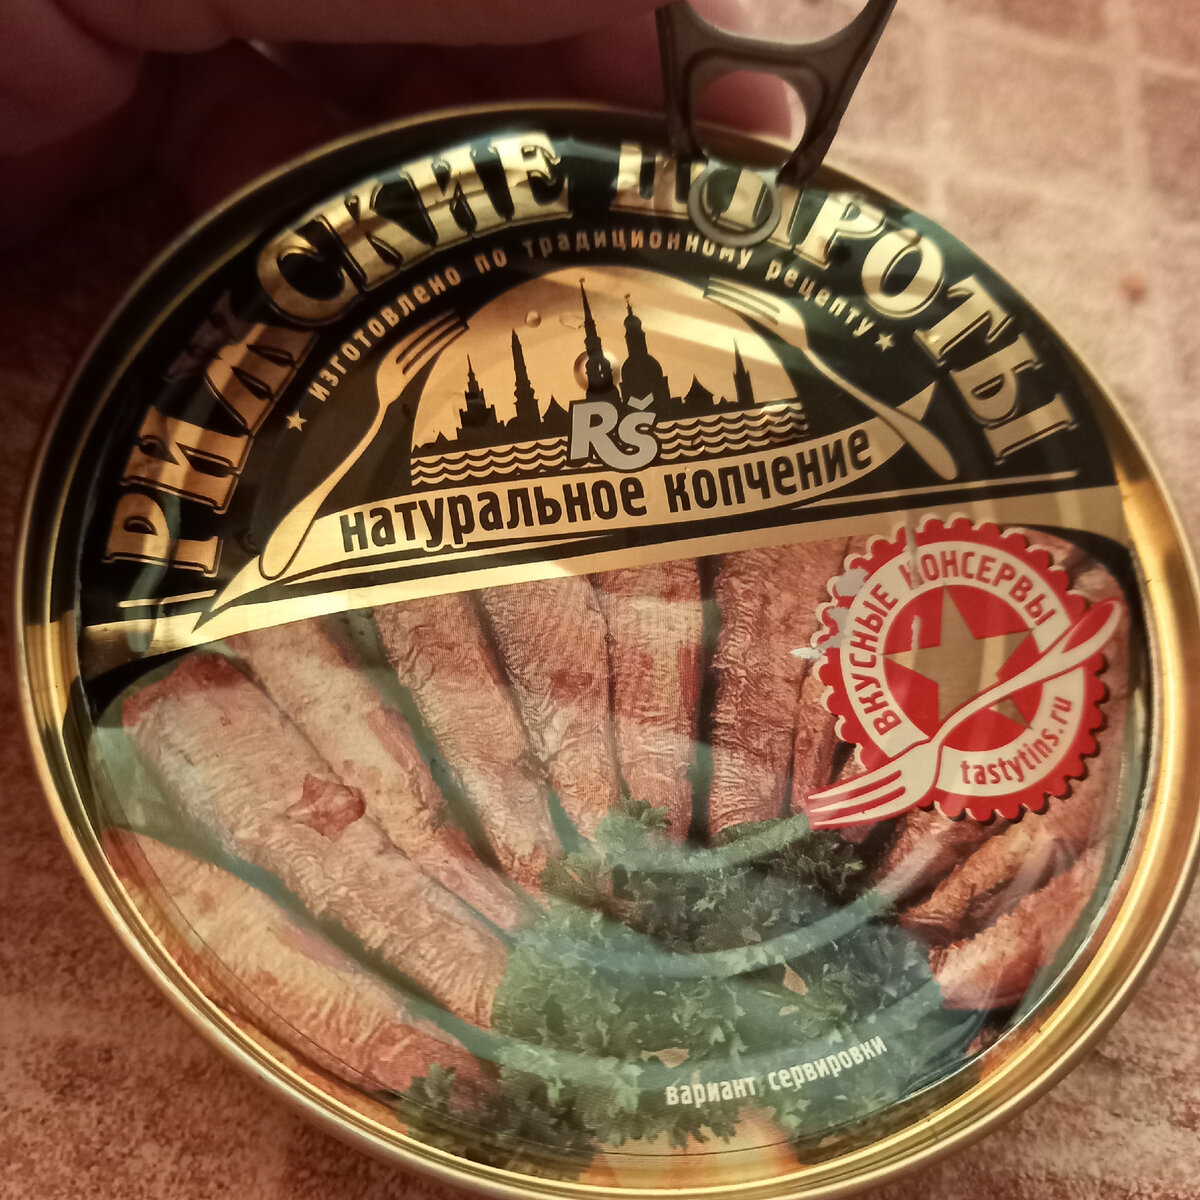 РИЖСКИЕ ШПРОТЫ
★ изготовлено по традиционному рецепту ★
RŠ
натуральное копчение
ВКУСНЫЕ КОНСЕРВЫ
tastytins.ru
вариант сервировки